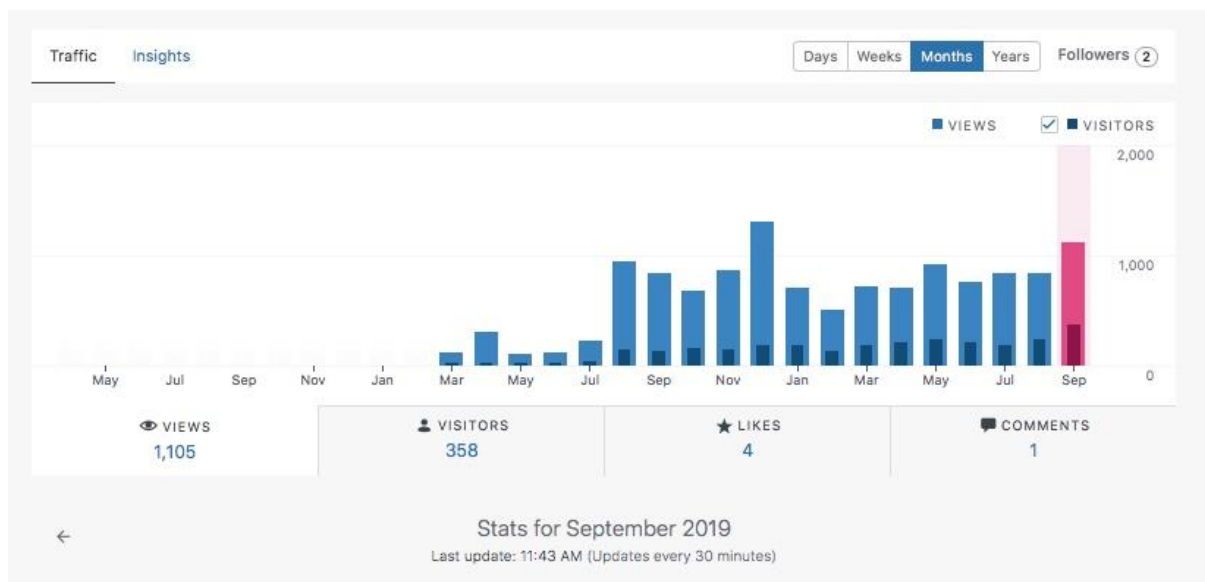 Traffic Insights Days Weeks Months Years Followers 2
VIEWS VISITORS
2,000
1,000
0
May Jul Sep Nov Jan Mar May Jul Sep Nov Jan Mar May Jul Sep
VIEWS VISITORS LIKES COMMENTS
1,105 358 4 1
Stats for September 2019
Last update: 11:43 AM (Updates every 30 minutes)